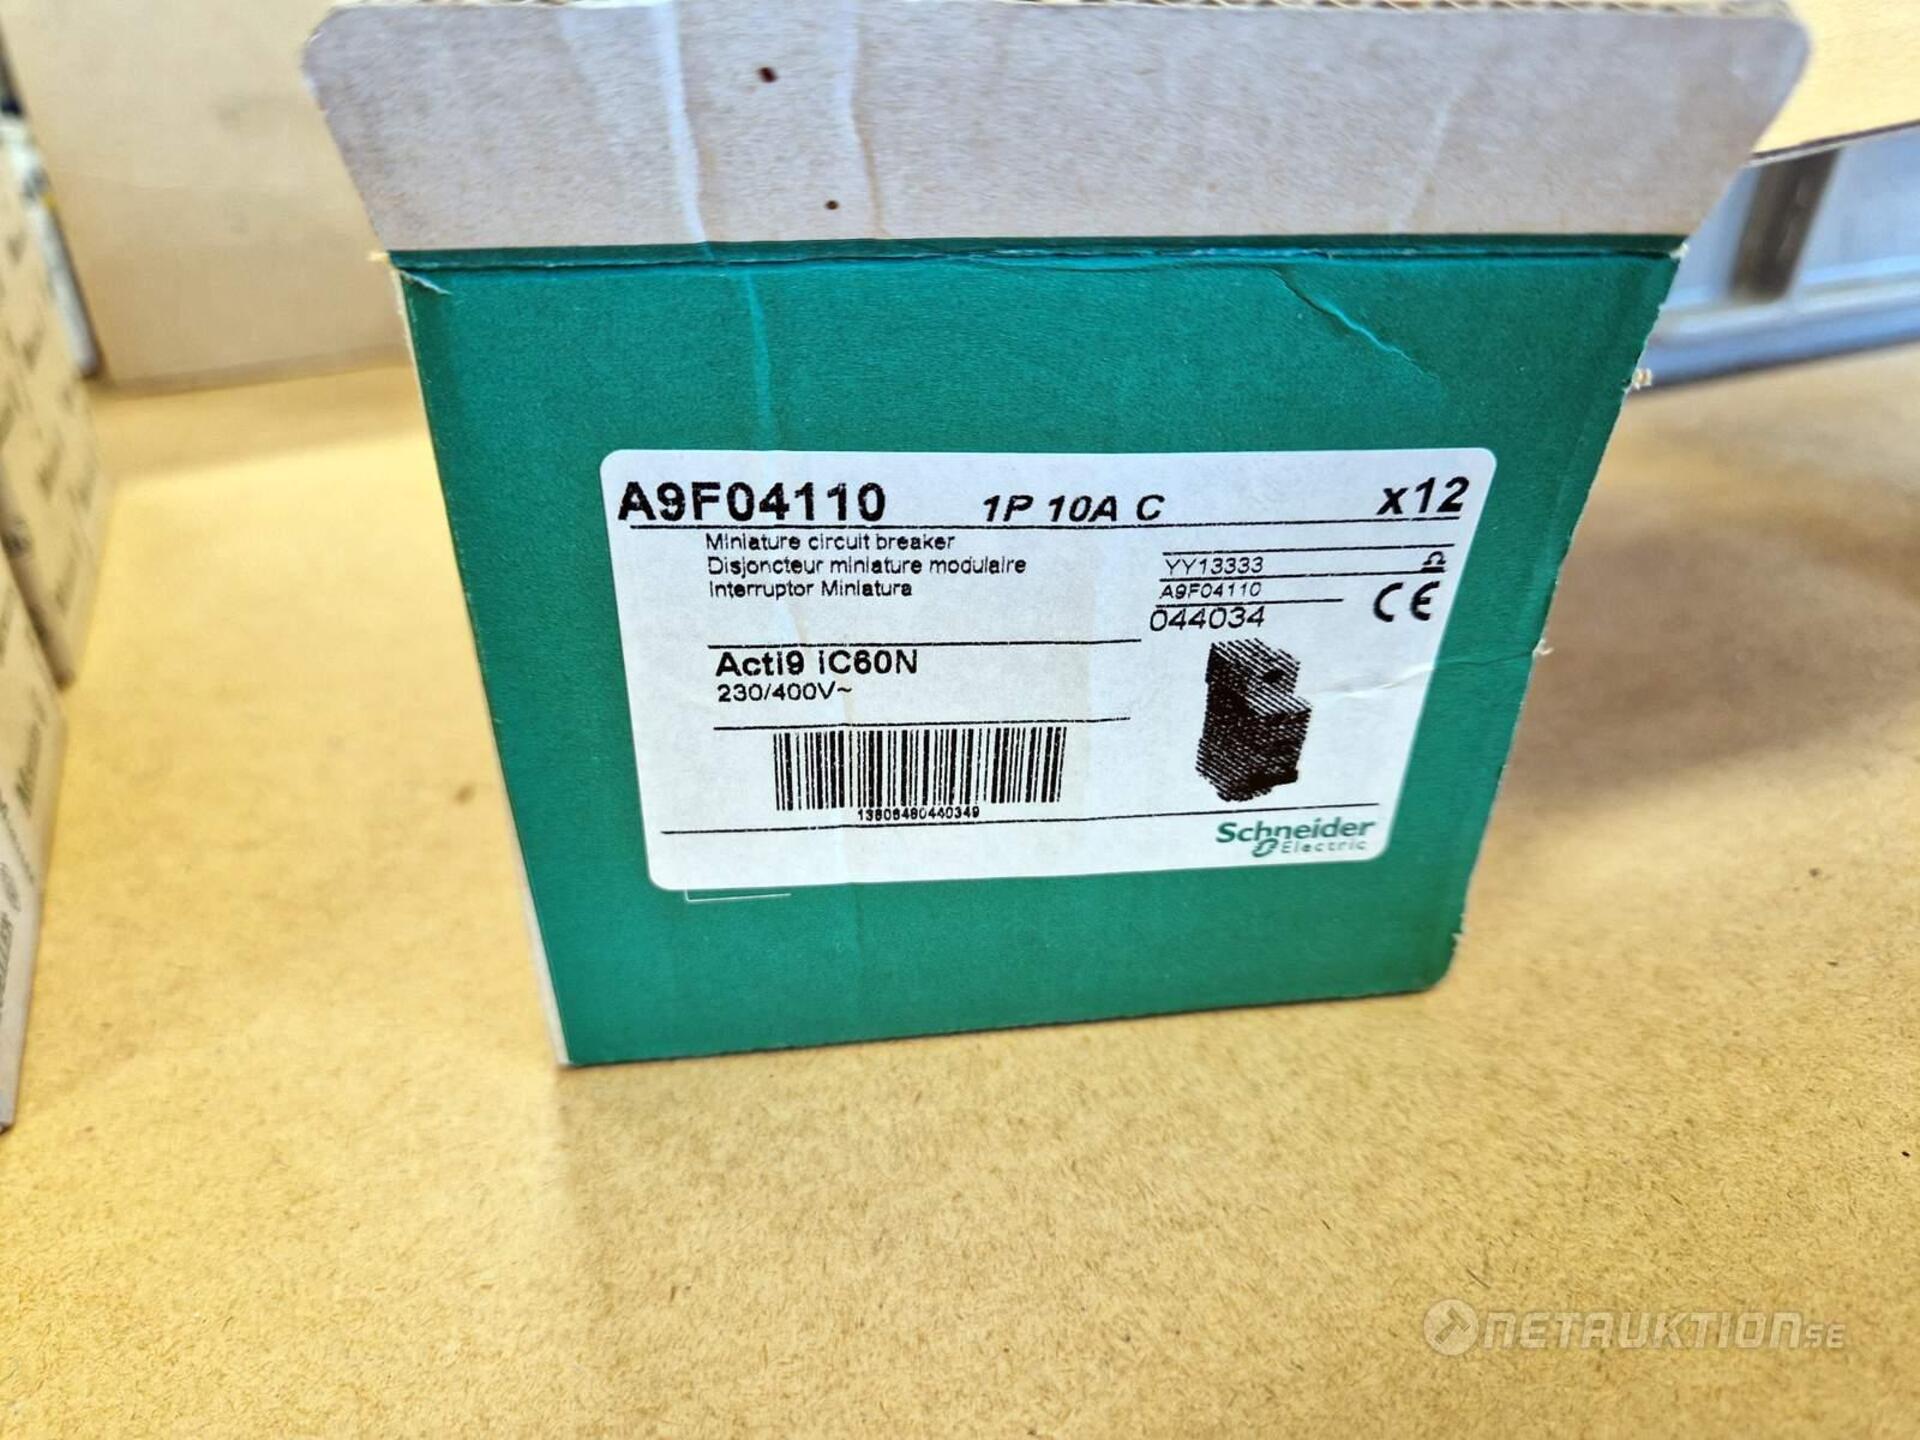 A9F04110 1P 10A C x12
Miniature circuit breaker
Disjoncteur miniature modulaire
Interruptor Miniatura
YY13333
A9F04110
044034
CE
Acti9 iC60N
230/400V~
13606480440349
Schneider
Electric
NETAUKTION.SE